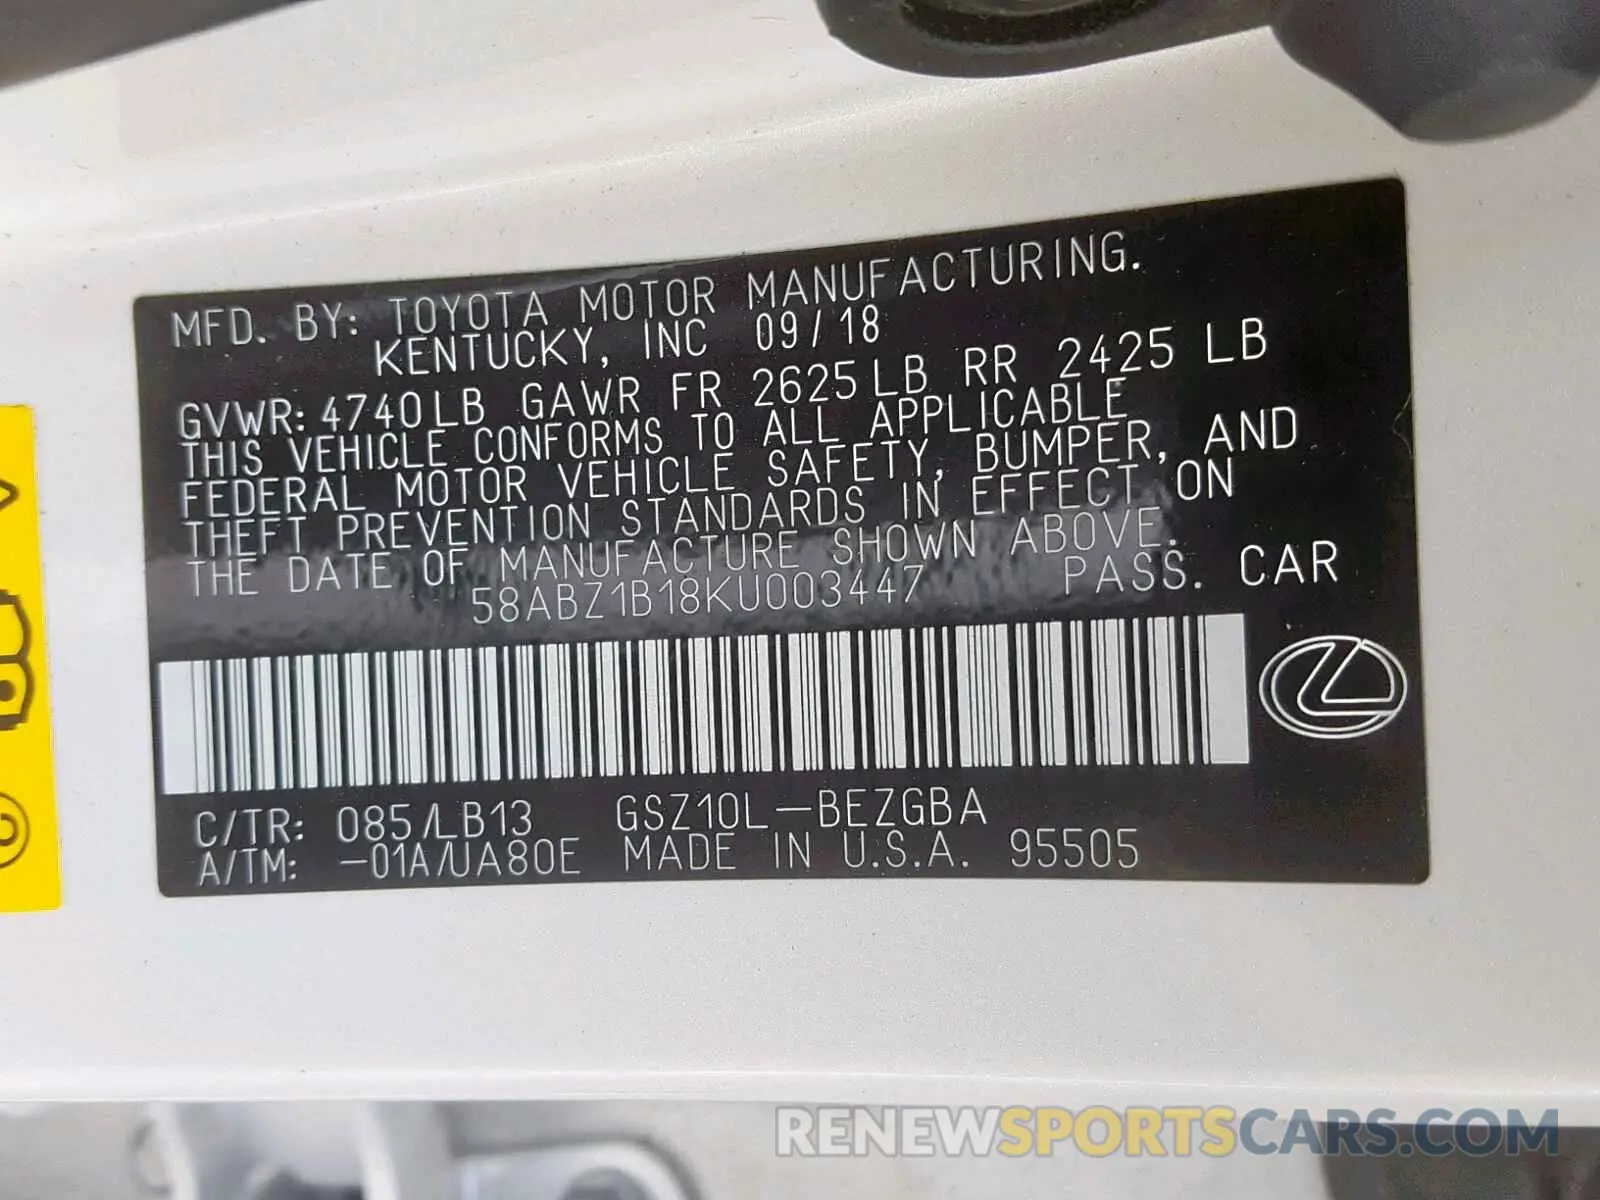 MFD. BY: TOYOTA MOTOR MANUFACTURING.
KENTUCKY, INC 09/18
GVWR: 4740LB GAWR FR 2625LB RR 2425 LB
THIS VEHICLE CONFORMS TO ALL APPLICABLE
FEDERAL MOTOR VEHICLE SAFETY, BUMPER, AND
THEFT PREVENTION STANDARDS IN EFFECT ON
THE DATE OF MANUFACTURE SHOWN ABOVE.
58ABZ1B18KU003447 PASS. CAR
C/TR: 085/LB13 GSZ10L-BEZGBA
A/TM: -01A/UA80E MADE IN U.S.A. 95505
RENEWSPORTSCARS.COM